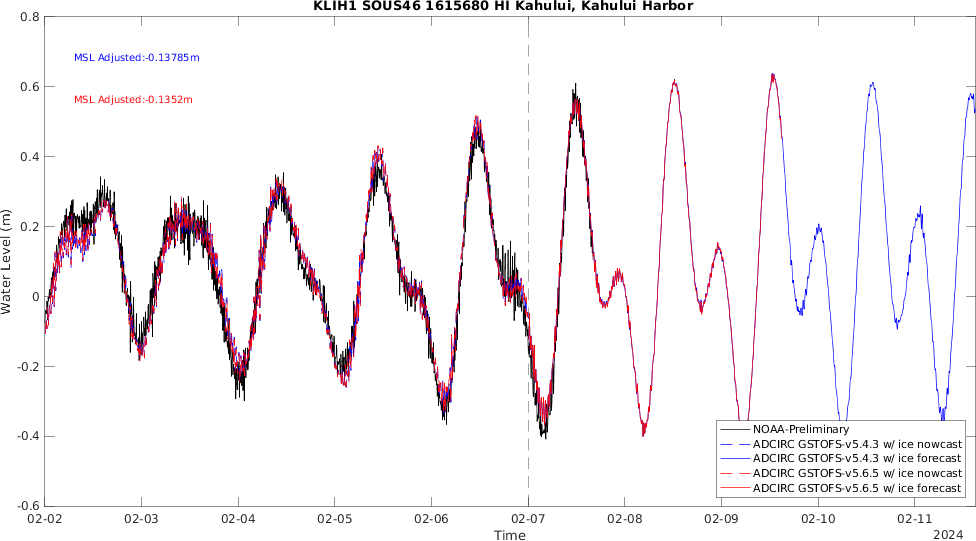 KLIH1 SOUS46 1615680 HI Kahului, Kahului Harbor
0.8
MSL Adjusted:-0.13785m
0.6
MSL Adjusted:-0.1352m
0.4
0.2
Water Level (m)
0
-0.2
-0.4
NOAA-Preliminary
ADCIRC GSTOFS-v5.4.3 w/ ice nowcast
ADCIRC GSTOFS-v5.4.3 w/ ice forecast
ADCIRC GSTOFS-v5.6.5 w/ ice nowcast
ADCIRC GSTOFS-v5.6.5 w/ ice forecast
-0.6
02-02 02-03 02-04 02-05 02-06 02-07 02-08 02-09 02-10 02-11
Time
2024